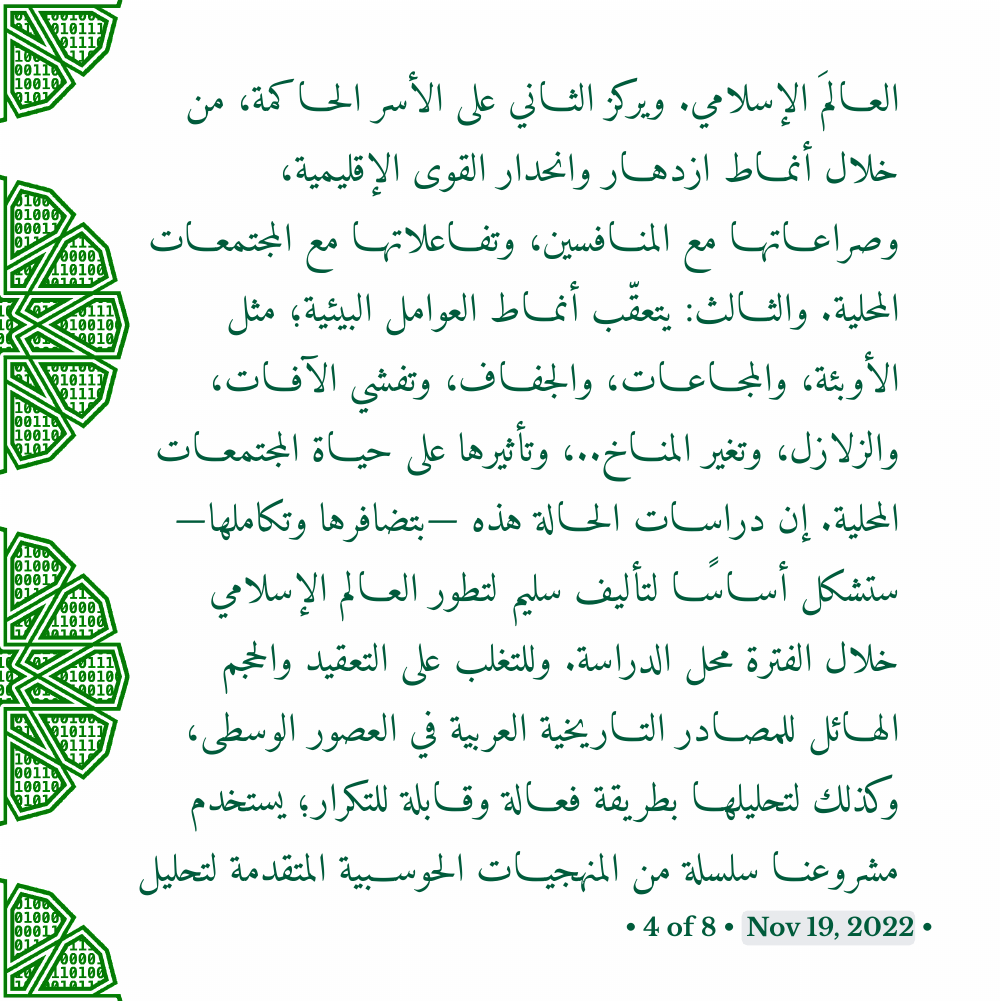 العالمَ الإسلامي. ويركز الثاني على الأسر الحاكمة، من
خلال أنماط ازدهار وانحدار القوى الإقليمية،
وصراعاتها مع المنافسين، وتفاعلاتها مع المجتمعات
المحلية. والثالث: يتعقّب أنماط العوامل البيئية؛ مثل
الأوبئة، والمجاعات، والجفاف، وتفشي الآفات،
والزلازل، وتغير المناخ..، وتأثيرها على حياة المجتمعات
المحلية. إن دراسات الحالة هذه –بتضافرها وتكاملها–
ستشكل أساسًا لتأليف سليم لتطور العالم الإسلامي
خلال الفترة محل الدراسة. وللتغلب على التعقيد والحجم
الهائل للمصادر التاريخية العربية في العصور الوسطى،
وكذلك لتحليلها بطريقة فعالة وقابلة للتكرار؛ يستخدم
مشروعنا سلسلة من المنهجيات الحوسبية المتقدمة لتحليل
• 4 of 8 • Nov 19, 2022 •